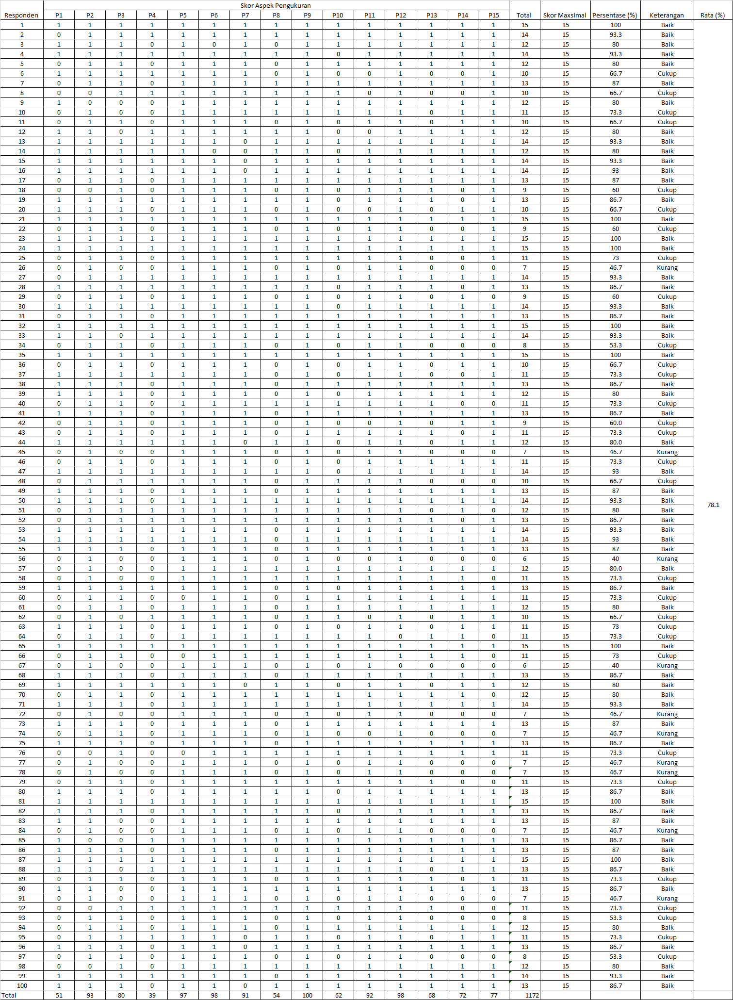 Skor Aspek Pengukuran
Responden P1 P2 P3 P4 P5 P6 P7 P8 P9 P10 P11 P12 P13 P14 P15 Total Skor Maxsimal Persentase (%) Keterangan Rata (%)
1 1 1 1 1 1 1 1 1 1 1 1 1 1 1 1 15 15 100 Baik
2 0 1 1 1 1 1 1 1 1 1 1 1 1 1 1 14 15 93.3 Baik
3 1 1 1 0 1 0 1 0 1 1 1 1 1 1 1 12 15 80 Baik
4 1 1 1 1 1 1 1 1 1 0 1 1 1 1 1 14 15 93.3 Baik
5 0 1 1 0 1 1 1 0 1 1 1 1 1 1 1 12 15 80 Baik
6 1 1 1 1 1 1 1 0 1 0 0 1 0 0 1 10 15 66.7 Cukup
7 0 1 1 0 1 1 1 1 1 1 1 1 1 1 1 13 15 87 Baik
8 0 0 1 1 1 1 1 1 1 1 0 1 0 0 1 10 15 66.7 Cukup
9 1 0 0 0 1 1 1 1 1 1 1 1 1 1 1 12 15 80 Baik
10 0 1 0 0 1 1 1 1 1 1 1 1 0 1 1 11 15 73.3 Cukup
11 0 1 1 0 1 1 1 0 1 0 1 1 0 1 1 10 15 66.7 Cukup
12 1 1 0 1 1 1 1 1 1 0 0 1 1 1 1 12 15 80 Baik
13 1 1 1 1 1 1 0 1 1 1 1 1 1 1 1 14 15 93.3 Baik
14 1 1 1 1 1 0 0 1 1 0 1 1 1 1 1 12 15 80 Baik
15 1 1 1 1 1 1 0 1 1 1 1 1 1 1 1 14 15 93.3 Baik
16 1 1 1 1 1 1 0 1 1 1 1 1 1 1 1 14 15 93 Baik
17 0 1 1 0 1 1 1 1 1 1 1 1 1 1 1 13 15 87 Baik
18 0 0 1 0 1 1 1 0 1 0 1 1 1 0 1 9 15 60 Cukup
19 1 1 1 1 1 1 1 1 1 0 1 1 1 0 1 13 15 86.7 Baik
20 1 1 1 0 1 1 1 0 1 0 0 1 0 1 1 10 15 66.7 Cukup
21 1 1 1 1 1 1 1 1 1 1 1 1 1 1 1 15 15 100 Baik
22 0 1 1 0 1 1 1 0 1 0 1 1 0 0 1 9 15 60 Cukup
23 1 1 1 1 1 1 1 1 1 1 1 1 1 1 1 15 15 100 Baik
24 1 1 1 1 1 1 1 1 1 1 1 1 1 1 1 15 15 100 Baik
25 0 1 1 0 1 1 1 1 1 1 1 1 0 0 1 11 15 73 Cukup
26 0 1 0 0 1 1 1 0 1 0 1 1 0 0 0 7 15 46.7 Kurang
27 0 1 1 1 1 1 1 1 1 1 1 1 1 1 1 14 15 93.3 Baik
28 1 1 1 1 1 1 1 1 1 0 1 1 1 0 1 13 15 86.7 Baik
29 0 1 1 0 1 1 1 0 1 0 1 1 0 1 0 9 15 60 Cukup
30 1 1 1 1 1 1 1 1 1 0 1 1 1 1 1 14 15 93.3 Baik
31 0 1 1 0 1 1 1 1 1 1 1 1 1 1 1 13 15 86.7 Baik
32 1 1 1 1 1 1 1 1 1 1 1 1 1 1 1 15 15 100 Baik
33 1 1 0 1 1 1 1 1 1 1 1 1 1 1 1 14 15 93.3 Baik
34 0 1 1 0 1 1 1 0 1 0 1 1 0 0 0 8 15 53.3 Cukup
35 1 1 1 1 1 1 1 1 1 1 1 1 1 1 1 15 15 100 Baik
36 0 1 1 0 1 1 1 0 1 0 1 1 0 1 1 10 15 66.7 Cukup
37 1 1 1 1 1 1 1 0 1 0 1 1 0 0 1 11 15 73.3 Cukup
38 1 1 1 0 1 1 1 0 1 1 1 1 1 1 1 13 15 86.7 Baik
39 1 1 1 0 1 1 1 0 1 0 1 1 1 1 1 12 15 80 Baik
40 0 1 1 0 1 1 1 1 1 1 1 1 1 0 0 11 15 73.3 Cukup
41 1 1 1 0 1 1 1 0 1 1 1 1 1 1 1 13 15 86.7 Baik
42 0 1 1 0 1 1 1 0 1 0 0 1 0 1 1 9 15 60.0 Cukup
43 0 1 1 0 1 1 1 0 1 1 1 1 1 0 1 11 15 73.3 Cukup
44 1 1 1 1 1 1 0 1 1 0 1 1 0 1 1 12 15 80.0 Baik
45 0 1 0 0 1 1 1 0 1 0 1 1 0 0 0 7 15 46.7 Kurang
46 0 1 1 0 1 1 1 0 1 0 1 1 1 1 1 11 15 73.3 Cukup
47 1 1 1 1 1 1 1 1 1 0 1 1 1 1 1 14 15 93 Baik
48 0 1 1 1 1 1 1 0 1 1 1 1 0 0 0 10 15 66.7 Cukup
49 1 1 1 0 1 1 1 0 1 1 1 1 1 1 1 13 15 87 Baik
50 1 1 1 0 1 1 1 1 1 1 1 1 1 1 1 14 15 93.3 Baik
51 0 1 1 1 1 1 1 1 1 1 1 1 0 1 0 12 15 80 Baik
78.1
52 0 1 1 1 1 1 1 1 1 1 1 1 1 0 1 13 15 86.7 Baik
53 1 1 1 1 1 1 1 0 1 1 1 1 1 1 1 14 15 93.3 Baik
54 1 1 1 1 1 1 1 0 1 1 1 1 1 1 1 14 15 93 Baik
55 1 1 1 0 1 1 1 0 1 1 1 1 1 1 1 13 15 87 Baik
56 0 1 0 0 1 1 1 0 1 0 0 1 0 0 0 6 15 40 Kurang
57 0 1 0 0 1 1 1 1 1 1 1 1 1 1 1 12 15 80.0 Baik
58 0 1 0 0 1 1 1 1 1 1 1 1 1 1 0 11 15 73.3 Cukup
59 1 1 1 1 1 1 1 0 1 0 1 1 1 1 1 13 15 86.7 Baik
60 0 1 1 0 0 1 1 0 1 1 1 1 1 1 1 11 15 73.3 Cukup
61 0 1 1 0 1 1 1 0 1 1 1 1 1 1 1 12 15 80 Baik
62 0 1 0 1 1 1 1 0 1 1 0 1 0 1 1 10 15 66.7 Cukup
63 1 1 1 0 1 1 1 0 1 0 1 1 0 1 1 11 15 73 Cukup
64 0 1 1 0 1 1 1 1 1 1 1 0 1 1 0 11 15 73.3 Cukup
65 1 1 1 1 1 1 1 1 1 1 1 1 1 1 1 15 15 100 Baik
66 0 1 1 0 0 1 1 1 1 1 1 1 1 1 0 11 15 73 Cukup
67 0 1 0 0 1 1 1 0 1 0 1 0 0 0 0 6 15 40 Kurang
68 1 1 1 0 1 1 1 0 1 1 1 1 1 1 1 13 15 86.7 Baik
69 1 1 1 1 1 1 0 1 1 0 1 1 0 1 1 12 15 80 Baik
70 0 1 1 0 1 1 1 1 1 1 1 1 1 1 0 12 15 80 Baik
71 1 1 1 0 1 1 1 1 1 1 1 1 1 1 1 14 15 93.3 Baik
72 0 1 0 0 1 1 1 0 1 0 1 1 0 0 0 7 15 46.7 Kurang
73 1 1 1 0 1 1 1 0 1 1 1 1 1 1 1 13 15 87 Baik
74 0 1 1 0 1 1 1 0 1 0 0 1 0 0 0 7 15 46.7 Kurang
75 1 1 1 0 1 1 1 0 1 1 1 1 1 1 1 13 15 86.7 Baik
76 0 0 1 0 0 1 1 1 1 1 1 1 1 1 1 11 15 73.3 Cukup
77 0 1 0 0 1 1 1 0 1 0 1 1 0 0 0 7 15 46.7 Kurang
78 0 1 0 0 1 1 1 0 1 0 1 1 0 0 0 7 15 46.7 Kurang
79 0 1 1 0 1 1 1 1 1 1 1 1 1 0 0 11 15 73.3 Cukup
80 1 1 1 0 1 1 1 1 1 0 1 1 1 1 1 13 15 86.7 Baik
81 1 1 1 1 1 1 1 1 1 1 1 1 1 1 1 15 15 100 Baik
82 1 1 1 0 1 1 1 1 1 0 1 1 1 1 1 13 15 86.7 Baik
83 1 1 0 0 1 1 1 1 1 1 1 1 1 1 1 13 15 87 Baik
84 0 1 0 0 1 1 1 0 1 0 1 1 0 0 0 7 15 46.7 Kurang
85 1 0 0 1 1 1 1 1 1 1 1 1 1 1 1 13 15 86.7 Baik
86 1 1 1 0 1 1 1 0 1 1 1 1 1 1 1 13 15 87 Baik
87 1 1 1 1 1 1 1 1 1 1 1 1 1 1 1 15 15 100 Baik
88 1 1 0 1 1 1 1 1 1 1 1 1 0 1 1 13 15 86.7 Baik
89 0 1 1 0 1 1 1 0 1 1 1 1 1 0 1 11 15 73.3 Cukup
90 1 1 0 0 1 1 1 1 1 1 1 1 1 1 1 13 15 86.7 Baik
91 0 1 0 0 1 1 1 0 1 0 1 1 0 0 0 7 15 46.7 Kurang
92 0 0 1 1 1 1 1 1 1 1 1 1 1 0 0 11 15 73.3 Cukup
93 0 1 1 0 1 1 1 0 1 0 1 1 0 0 0 8 15 53.3 Cukup
94 0 1 1 0 1 1 1 0 1 1 1 1 1 1 1 12 15 80 Baik
95 0 1 1 1 1 1 0 1 1 0 1 1 0 1 1 11 15 73.3 Cukup
96 1 1 1 0 1 1 0 1 1 1 1 1 1 1 1 13 15 86.7 Baik
97 0 1 1 0 1 1 1 0 1 0 1 1 0 0 0 8 15 53.3 Cukup
98 0 0 1 0 1 1 1 1 1 1 1 1 1 1 1 12 15 80 Baik
99 1 1 1 1 1 1 1 0 1 1 1 1 1 1 1 14 15 93.3 Baik
100 1 1 1 0 1 1 0 1 1 1 1 1 1 1 1 13 15 86.7 Baik
Total 51 93 80 39 97 98 91 54 100 62 92 98 68 72 77 1172